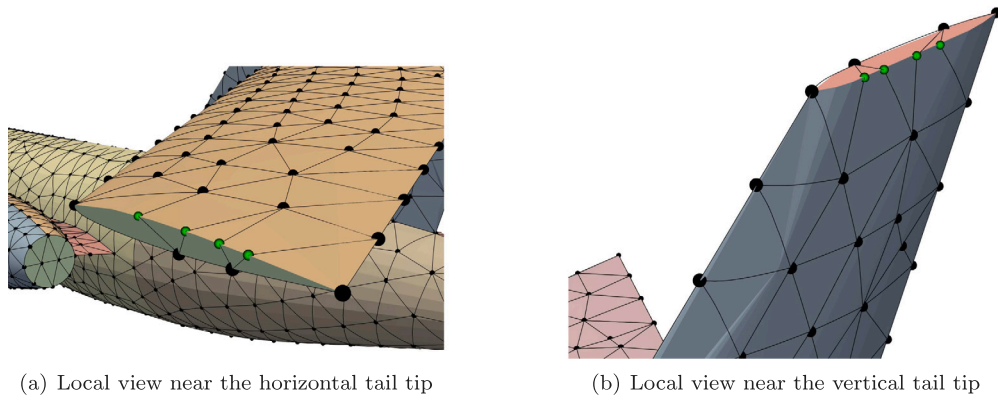 (a) Local view near the horizontal tail tip
(b) Local view near the vertical tail tip